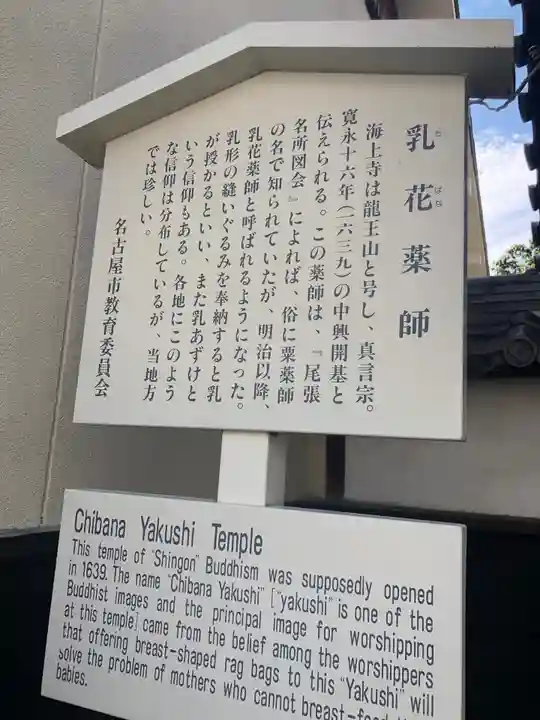 乳花薬師
海上寺は龍王山と号し、真言宗。
寛永十六年(一六三九)の中興開基と
伝えられる。この薬師は、『尾張
名所図会』によれば、俗に粟薬師
の名で知られていたが、明治以降、
乳花薬師と呼ばれるようになった。
乳形の縫いぐるみを奉納すると乳
が授かるといい、また乳あずけと
いう信仰もある。各地にこのよう
な信仰は分布しているが、当地方
では珍しい。
名古屋市教育委員会
Chibana Yakushi Temple
This temple of "Shingon" Buddhism was supposedly opened
in 1639. The name "Chibana Yakushi" ["yakushi" is one of the
Buddhist images and the principal image for worshipping
at this temple] came from the belief among the worshippers
that offering breast-shaped rag bags to this "Yakushi" will
solve the problem of mothers who cannot breast-feed
babies.